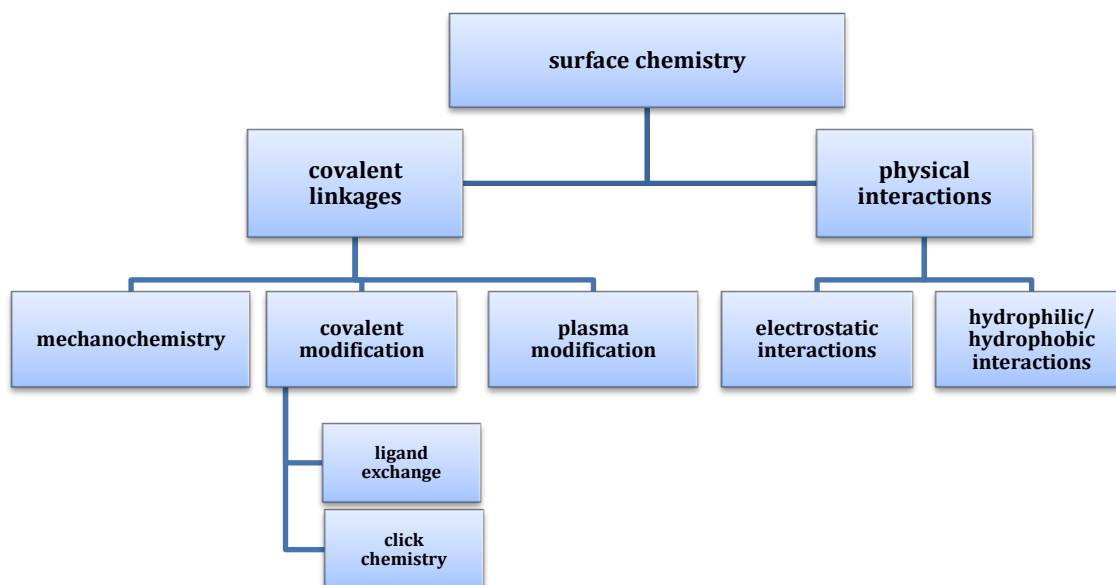 surface chemistry
covalent
linkages
physical
interactions
mechanochemistry
covalent
modification
plasma
modification
electrostatic
interactions
hydrophilic/
hydrophobic
interactions
ligand
exchange
click
chemistry